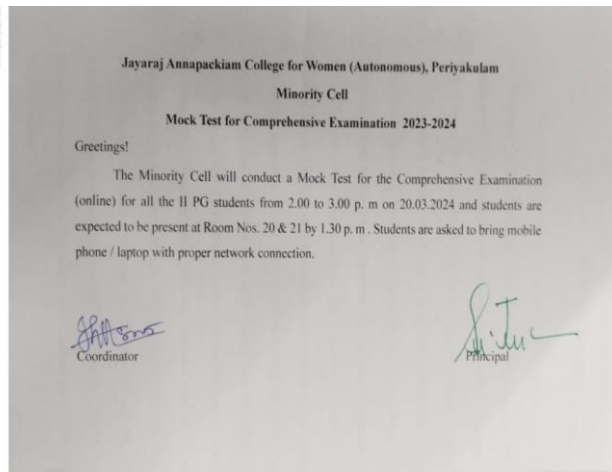 Jayaraj Annapackiam College for Women (Autonomous), Periyakulam
Minority Cell
Mock Test for Comprehensive Examination 2023-2024
Greetings!
The Minority Cell will conduct a Mock Test for the Comprehensive Examination
(online) for all the II PG students from 2.00 to 3.00 p. m on 20.03.2024 and students are
expected to be present at Room Nos. 20 & 21 by 1.30 p. m . Students are asked to bring mobile
phone / laptop with proper network connection.
Coordinator
Principal